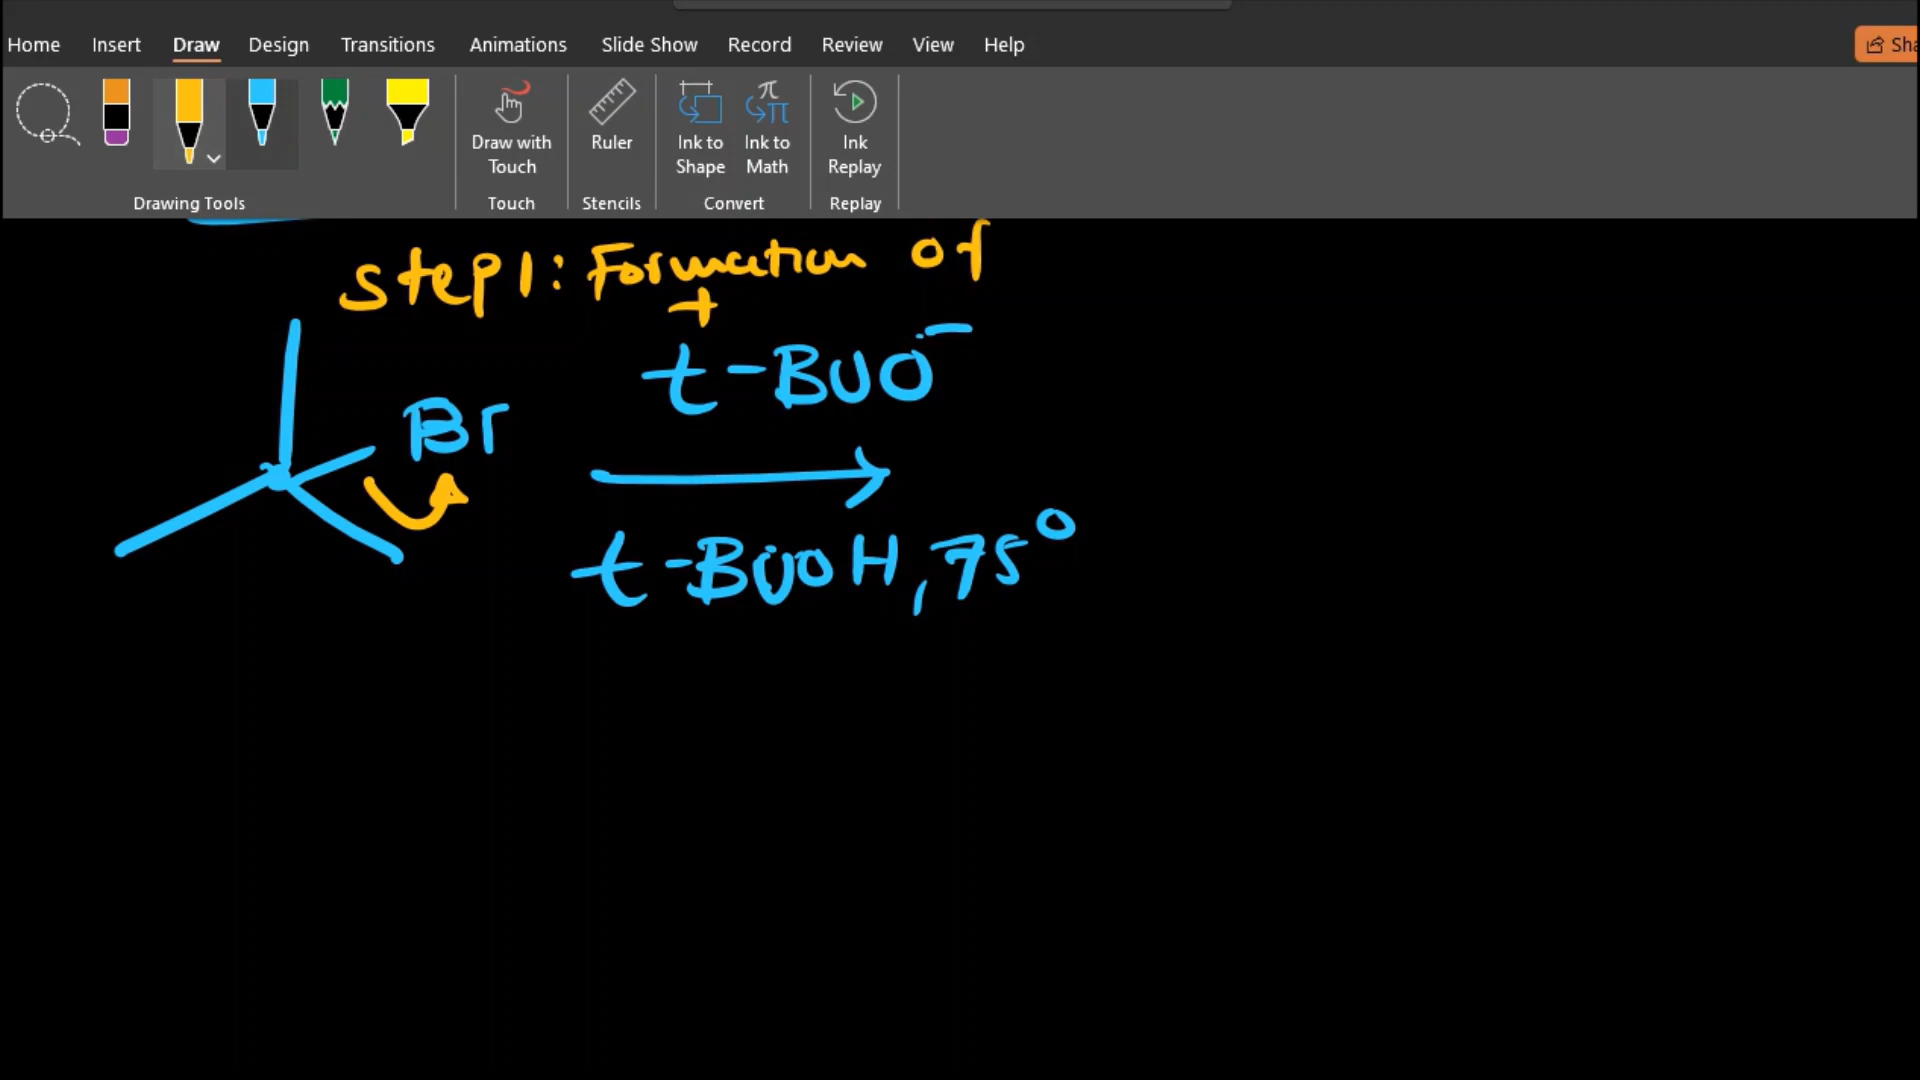 Home Insert Draw Design Transitions Animations Slide Show Record Review View Help
Draw with Touch
Ruler
Ink to Shape
Ink to Math
Ink Replay
Drawing Tools Touch Stencils Convert Replay
Step 1: Formation of
+
t-BuO⁻
Br
t-BuOH, 75°